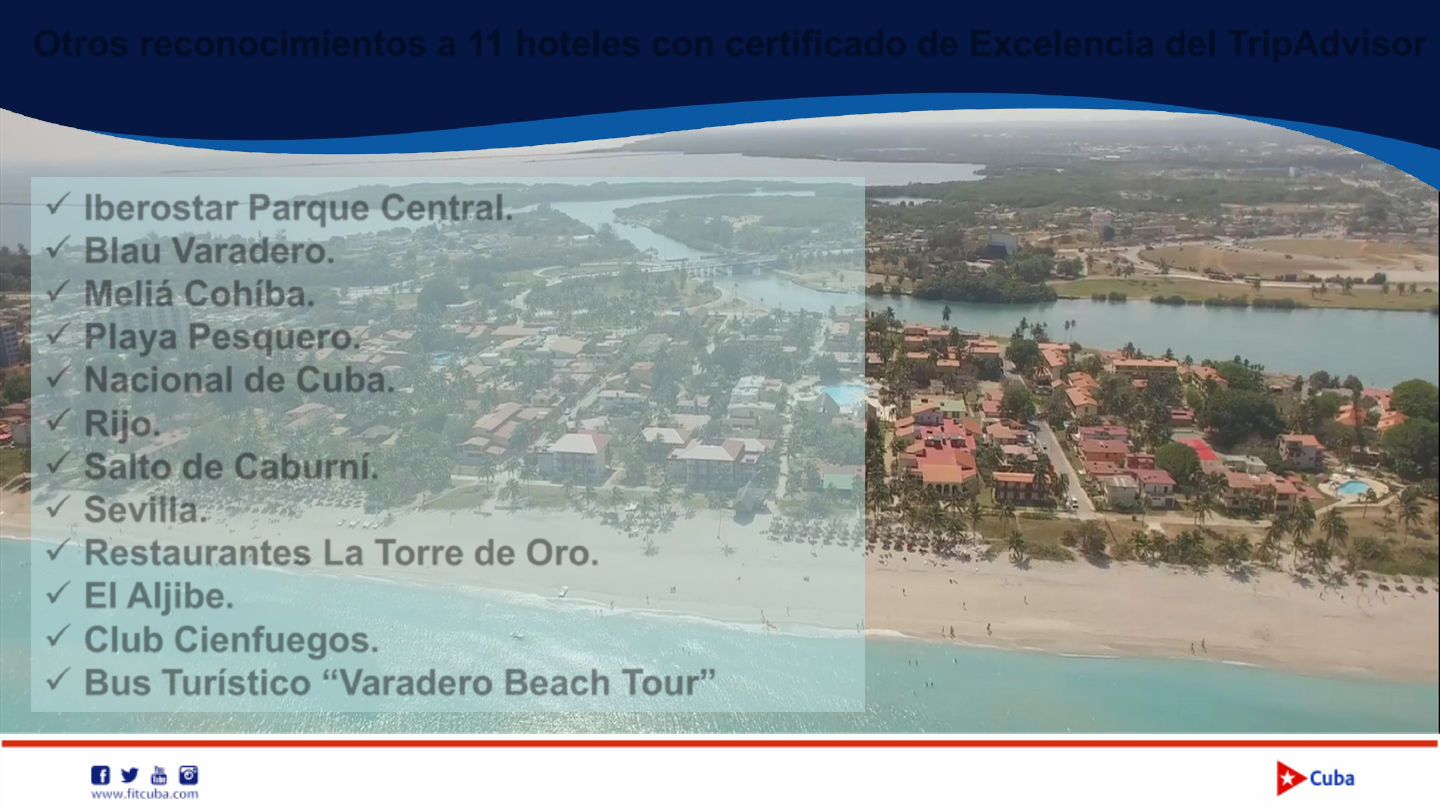 Otros reconocimientos a 11 hoteles con certificado de Excelencia del TripAdvisor
✓ Iberostar Parque Central.
✓ Blau Varadero.
✓ Meliá Cohíba.
✓ Playa Pesquero.
✓ Nacional de Cuba.
✓ Rijo.
✓ Salto de Caburní.
✓ Sevilla.
✓ Restaurantes La Torre de Oro.
✓ El Aljibe.
✓ Club Cienfuegos.
✓ Bus Turístico “Varadero Beach Tour”
www.fitcuba.com
Cuba